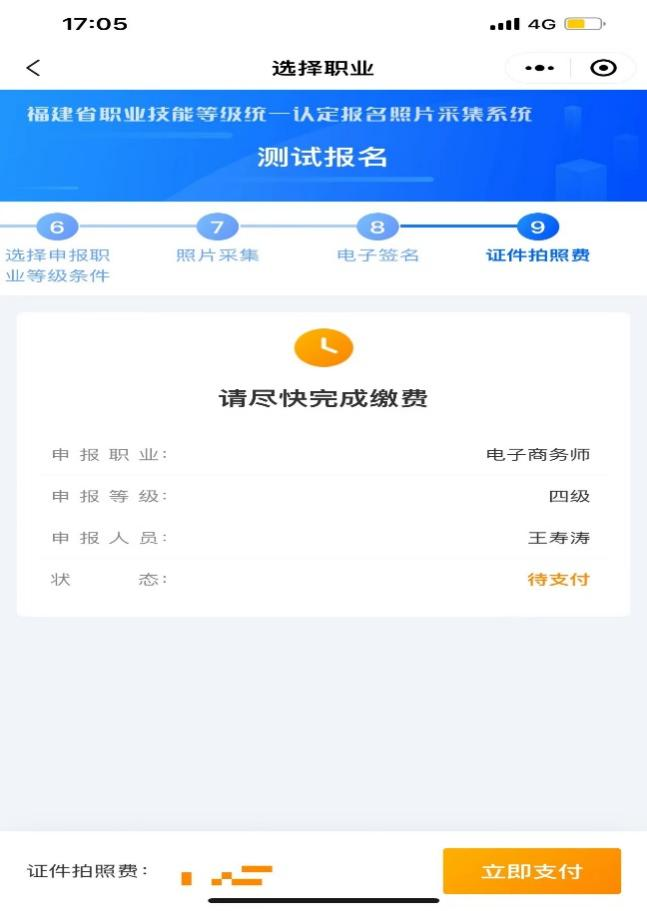 17:05
4G
选择职业
福建省职业技能等级统一认定报名照片采集系统
测试报名
6
7
8
9
选择申报职
业等级条件
照片采集
电子签名
证件拍照费
请尽快完成缴费
申报职业:
电子商务师
申报等级:
四级
申报人员:
王寿涛
状态:
待支付
证件拍照费:
立即支付